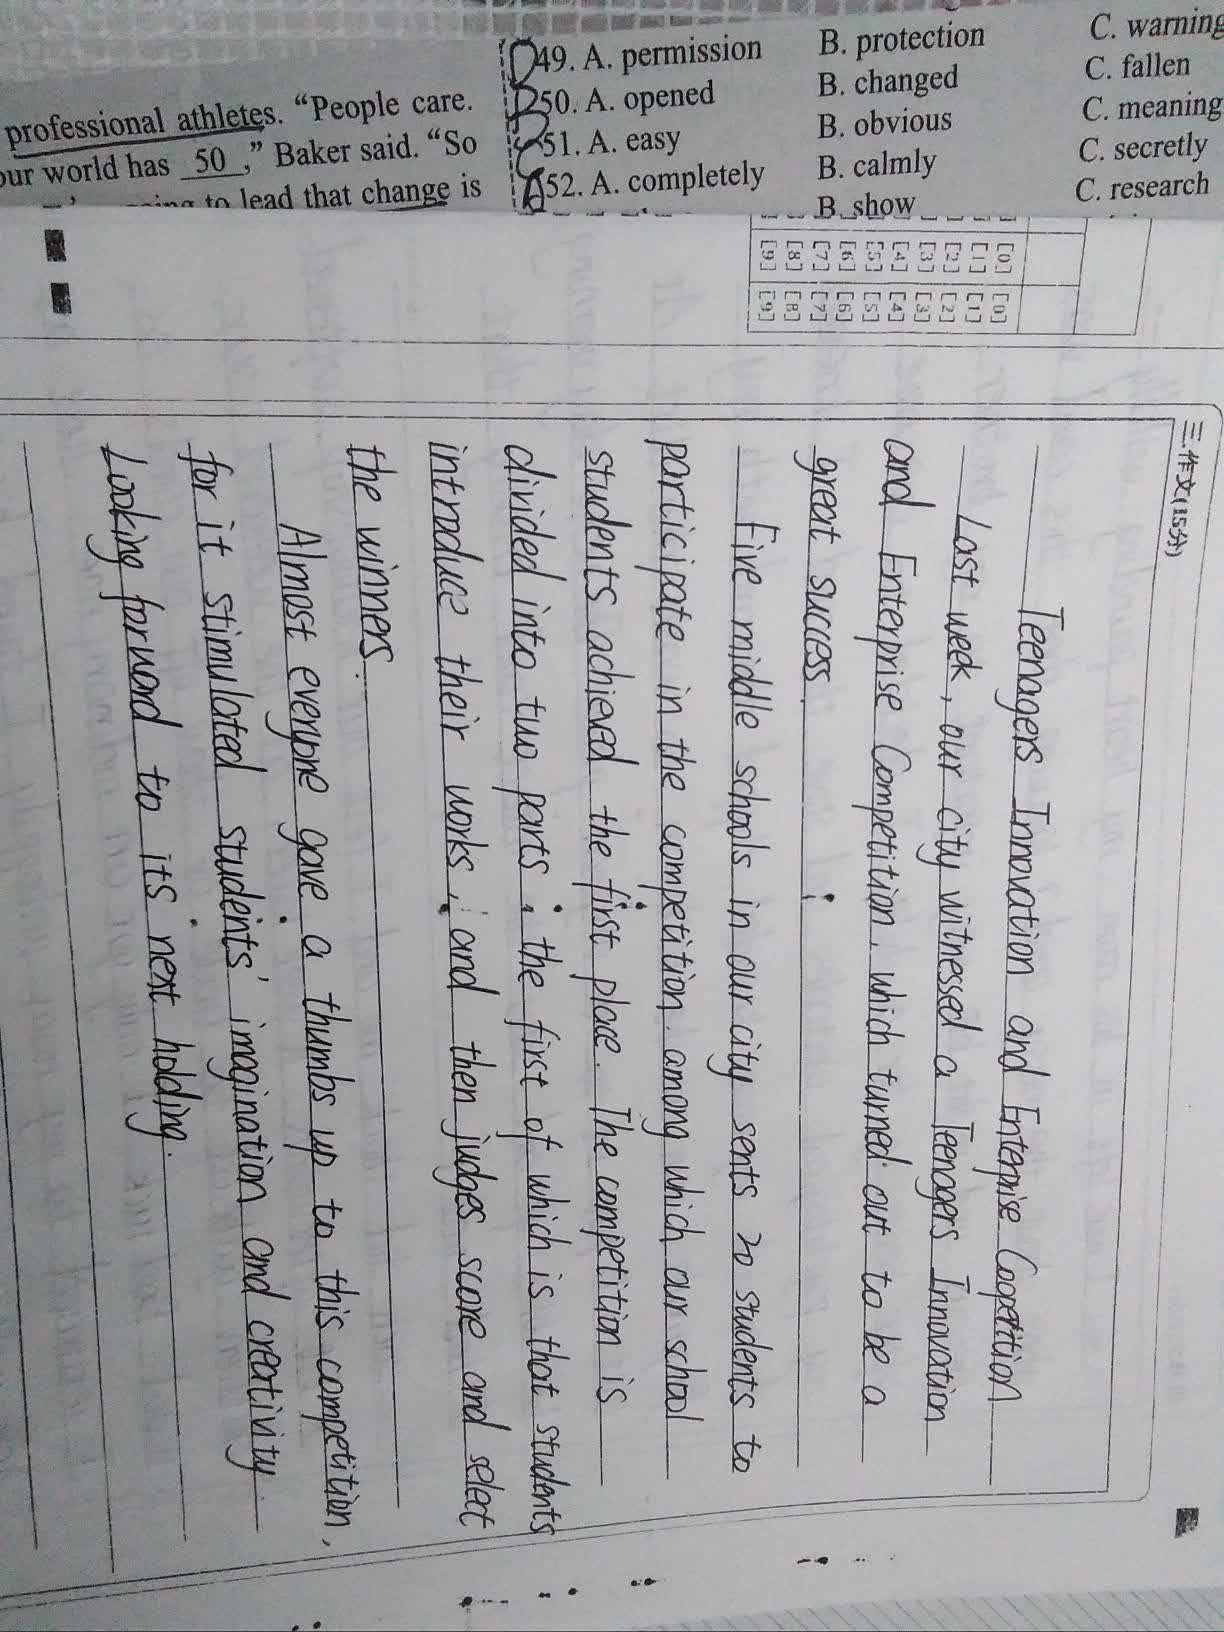 professional athletes. “People care.
our world has 50 ,” Baker said. “So
to lead that change is
D 49. A. permission B. protection C. warning
50. A. opened B. changed C. fallen
51. A. easy B. obvious C. meaning
A 52. A. completely B. calmly C. secretly
B. show C. research
[0] [1] [2] [3] [4] [5] [6] [7] [8] [9]
[0] [1] [2] [3] [4] [5] [6] [7] [8] [9]
三.作文(15分)
Teenagers Innovation and Enterprise Coopetition
Last week, our city witnessed a Teenagers Innovation
and Enterprise Competition, which turned out to be a
great success.
Five middle schools in our city sents 20 students to
participate in the competition, among which our school
students achieved the first place. The competition is
divided into two parts, the first of which is that students
introduce their works, and then judges score and select
the winners.
Almost everyone gave a thumbs up to this competition,
for it stimulated students' imagination and creativity.
Looking forward to its next holding.